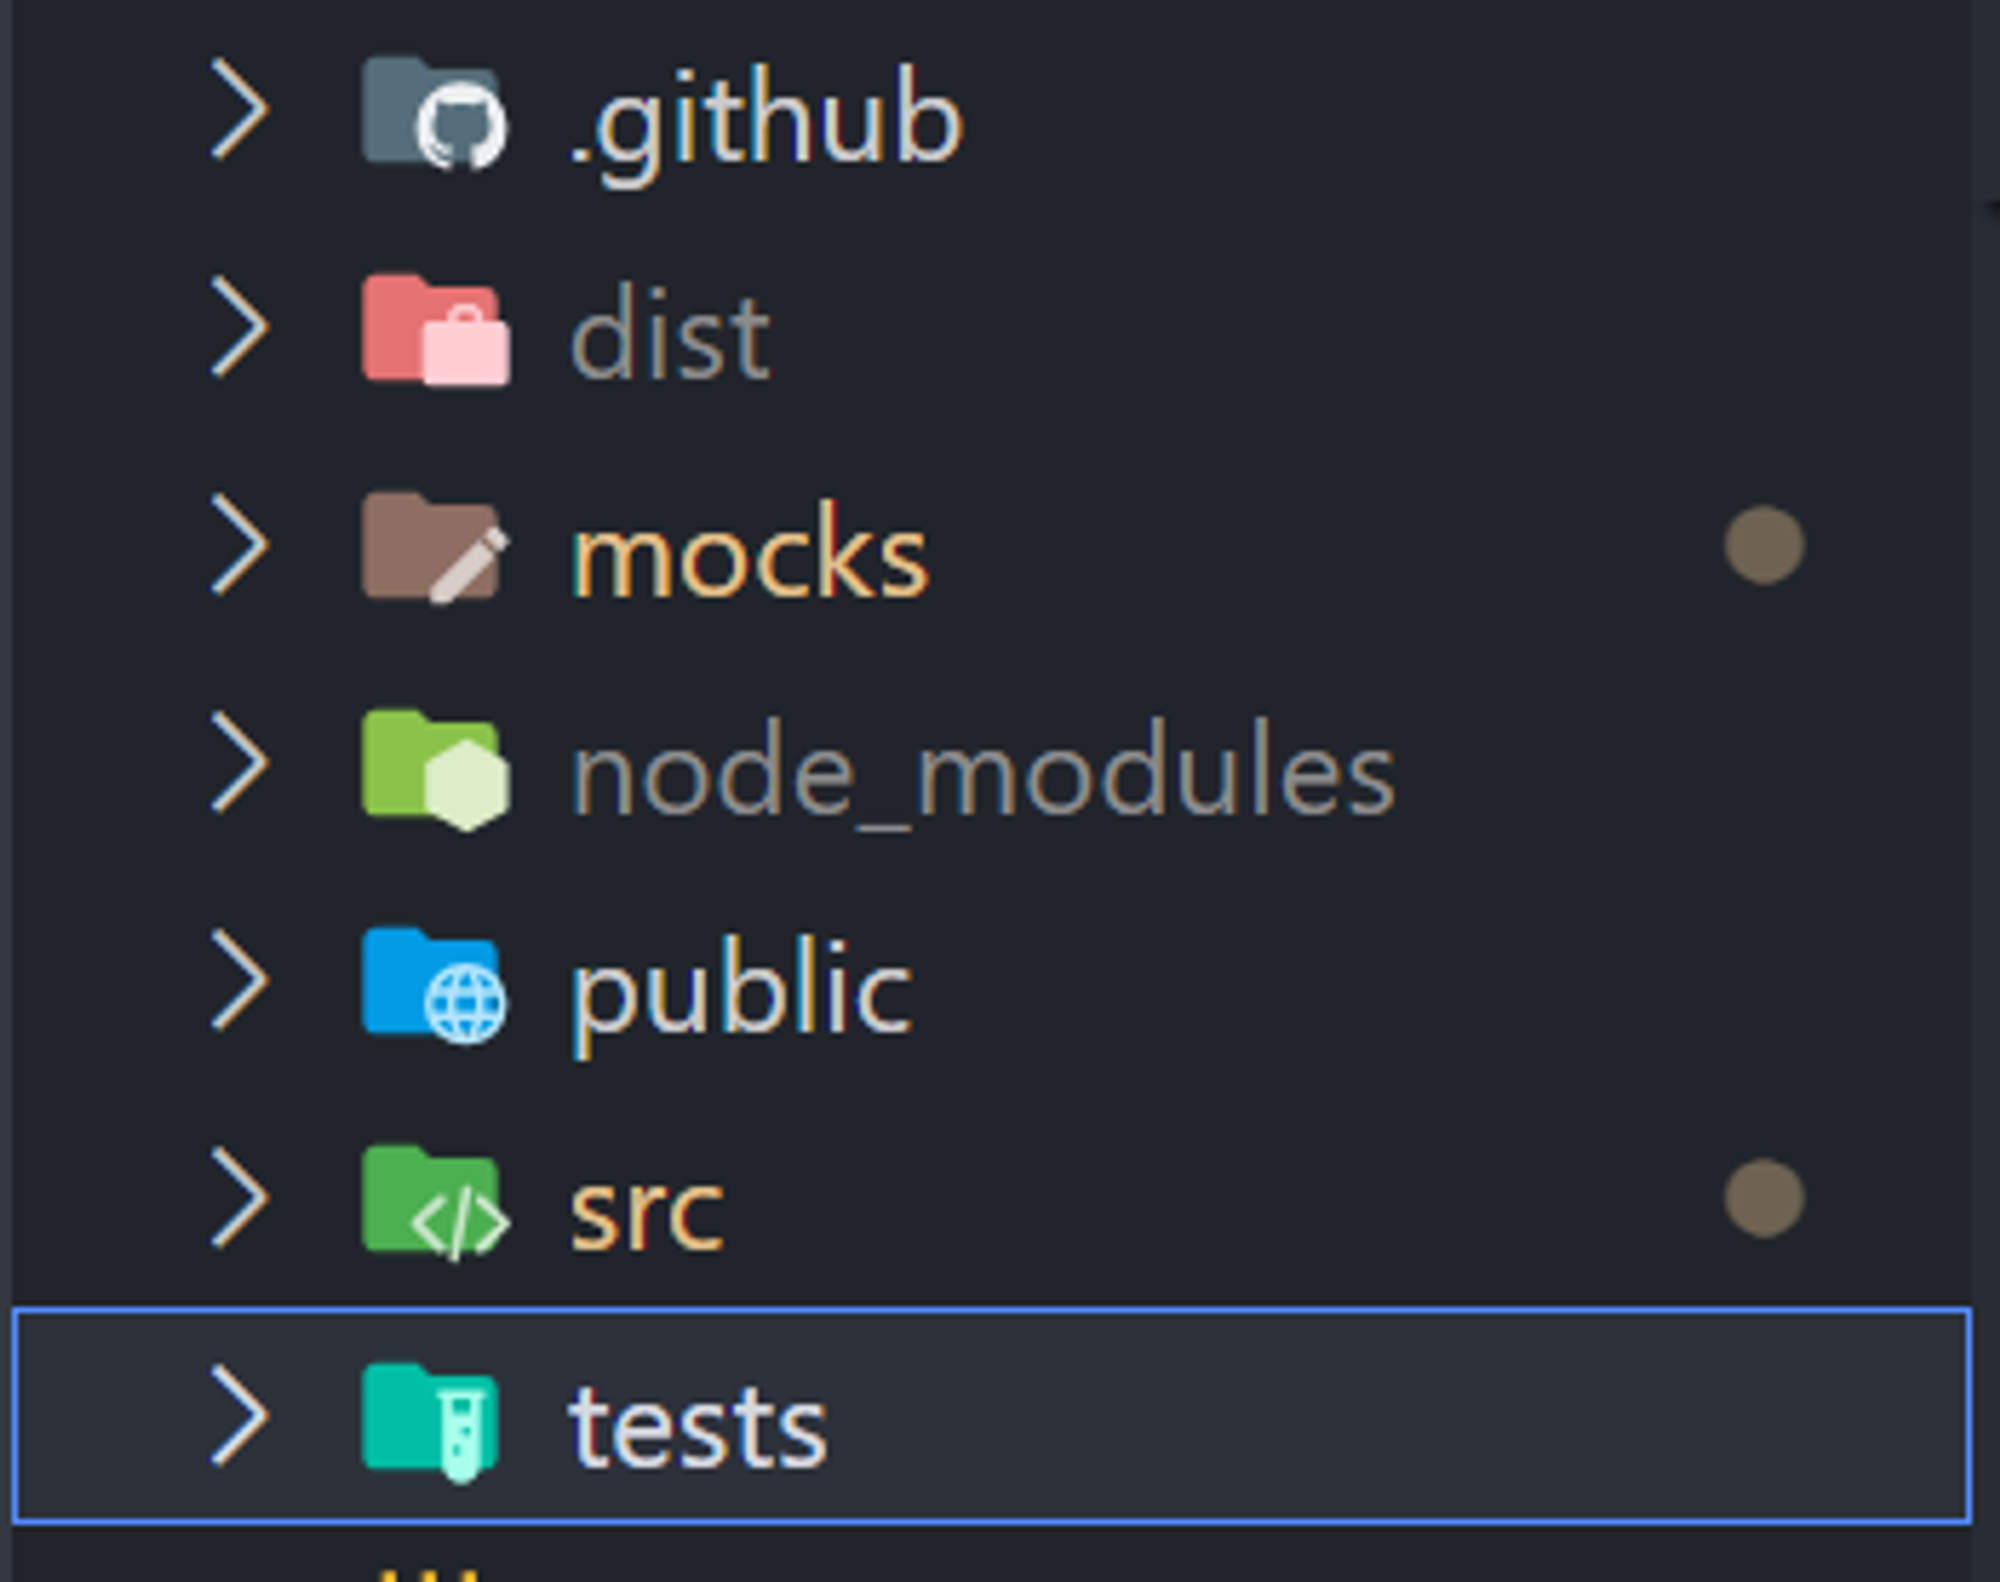 .github
dist
mocks
node_modules
public
src
tests